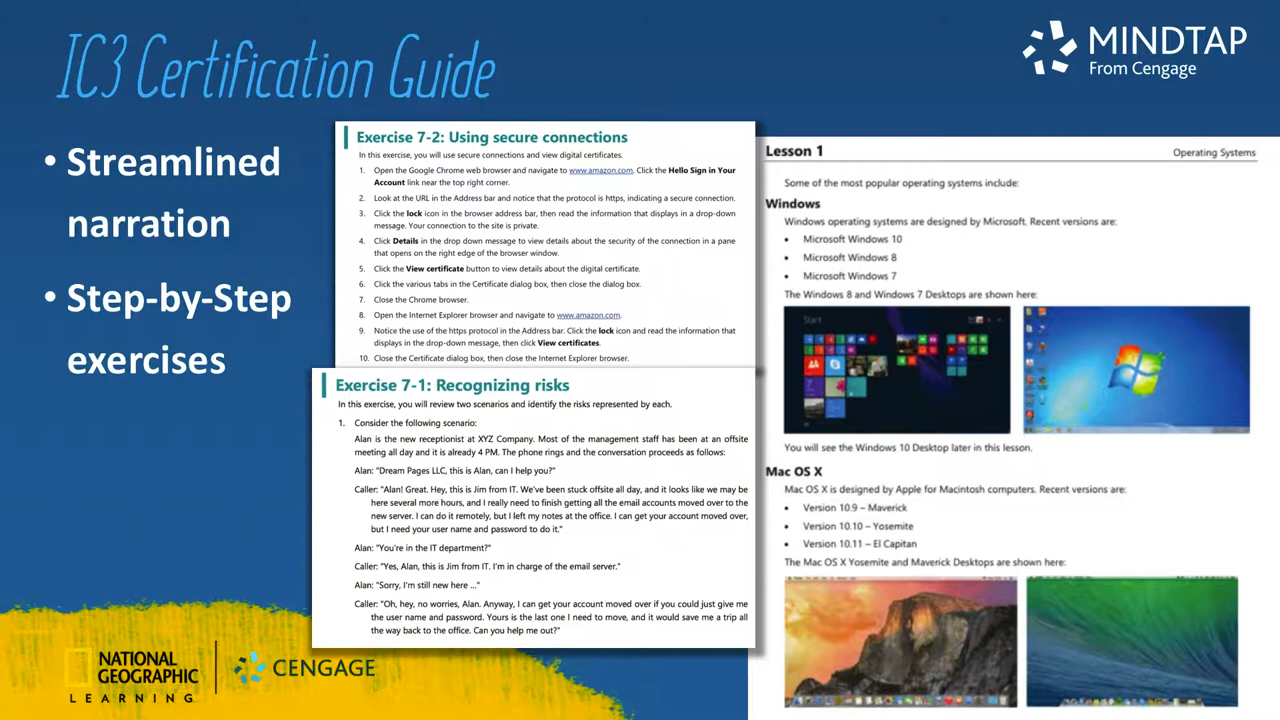 IC3 Certification Guide
MINDTAP
From Cengage
• Streamlined
narration
• Step-by-Step
exercises
Exercise 7-2: Using secure connections
In this exercise, you will use secure connections and view digital certificates.
1. Open the Google Chrome web browser and navigate to www.amazon.com. Click the Hello Sign in Your
Account link near the top right corner.
2. Look at the URL in the Address bar and notice that the protocol is https, indicating a secure connection.
3. Click the lock icon in the browser address bar, then read the information that displays in a drop-down
message. Your connection to the site is private.
4. Click Details in the drop down message to view details about the security of the connection in a pane
that opens on the right edge of the browser window.
5. Click the View certificate button to view details about the digital certificate.
6. Click the various tabs in the Certificate dialog box, then close the dialog box.
7. Close the Chrome browser.
8. Open the Internet Explorer browser and navigate to www.amazon.com.
9. Notice the use of the https protocol in the Address bar. Click the lock icon and read the information that
displays in the drop-down message, then click View certificates.
10. Close the Certificate dialog box, then close the Internet Explorer browser.
Exercise 7-1: Recognizing risks
In this exercise, you will review two scenarios and identify the risks represented by each.
1. Consider the following scenario:
Alan is the new receptionist at XYZ Company. Most of the management staff has been at an offsite
meeting all day and it is already 4 PM. The phone rings and the conversation proceeds as follows:
Alan: "Dream Pages LLC, this is Alan, can I help you?"
Caller: "Alan! Great. Hey, this is Jim from IT. We've been stuck offsite all day, and it looks like we may be
here several more hours, and I really need to finish getting all the email accounts moved over to the
new server. I can do it remotely, but I left my notes at the office. I can get your account moved over,
but I need your user name and password to do it."
Alan: "You're in the IT department?"
Caller: "Yes, Alan, this is Jim from IT. I'm in charge of the email server."
Alan: "Sorry, I'm still new here ..."
Caller: "Oh, hey, no worries, Alan. Anyway, I can get your account moved over if you could just give me
the user name and password. Yours is the last one I need to move, and it would save me a trip all
the way back to the office. Can you help me out?"
Lesson 1
Operating Systems
Some of the most popular operating systems include:
Windows
Windows operating systems are designed by Microsoft. Recent versions are:
• Microsoft Windows 10
• Microsoft Windows 8
• Microsoft Windows 7
The Windows 8 and Windows 7 Desktops are shown here:
Start
You will see the Windows 10 Desktop later in this lesson.
Mac OS X
Mac OS X is designed by Apple for Macintosh computers. Recent versions are:
• Version 10.9 – Maverick
• Version 10.10 – Yosemite
• Version 10.11 – El Capitan
The Mac OS X Yosemite and Maverick Desktops are shown here:
NATIONAL
GEOGRAPHIC
LEARNING
CENGAGE